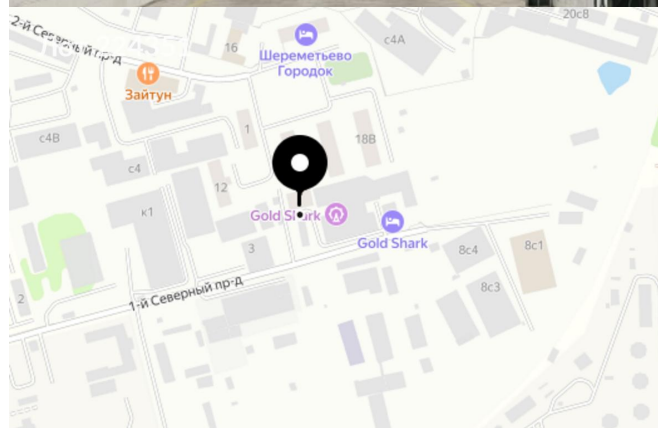 20с8
2-й Северный пр-д
16
с4А
Шереметьево
Городок
Зайтун
с4В
1
18В
с4
12
к1
Gold Shark
Gold Shark
3
8с4
8с1
8с3
1-й Северный пр-д
2